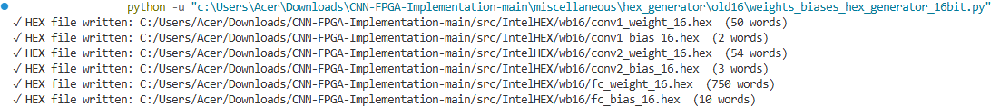 python -u "c:\Users\Acer\Downloads\CNN-FPGA-Implementation-main\miscellaneous\hex_generator\old16\weights_biases_hex_generator_16bit.py"
✓ HEX file written: C:/Users/Acer/Downloads/CNN-FPGA-Implementation-main/src/IntelHEX/wb16/conv1_weight_16.hex  (50 words)
✓ HEX file written: C:/Users/Acer/Downloads/CNN-FPGA-Implementation-main/src/IntelHEX/wb16/conv1_bias_16.hex  (2 words)
✓ HEX file written: C:/Users/Acer/Downloads/CNN-FPGA-Implementation-main/src/IntelHEX/wb16/conv2_weight_16.hex  (54 words)
✓ HEX file written: C:/Users/Acer/Downloads/CNN-FPGA-Implementation-main/src/IntelHEX/wb16/conv2_bias_16.hex  (3 words)
✓ HEX file written: C:/Users/Acer/Downloads/CNN-FPGA-Implementation-main/src/IntelHEX/wb16/fc_weight_16.hex  (750 words)
✓ HEX file written: C:/Users/Acer/Downloads/CNN-FPGA-Implementation-main/src/IntelHEX/wb16/fc_bias_16.hex  (10 words)